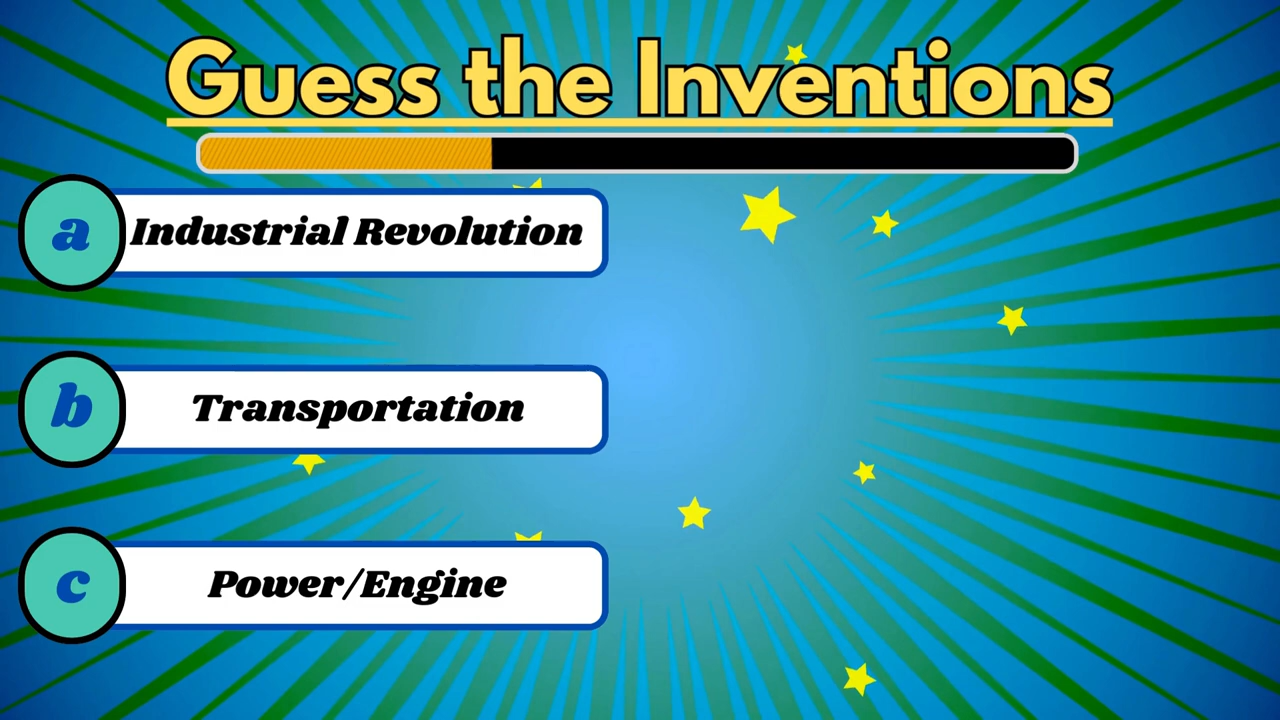 Guess the Inventions
a Industrial Revolution
b Transportation
c Power/Engine